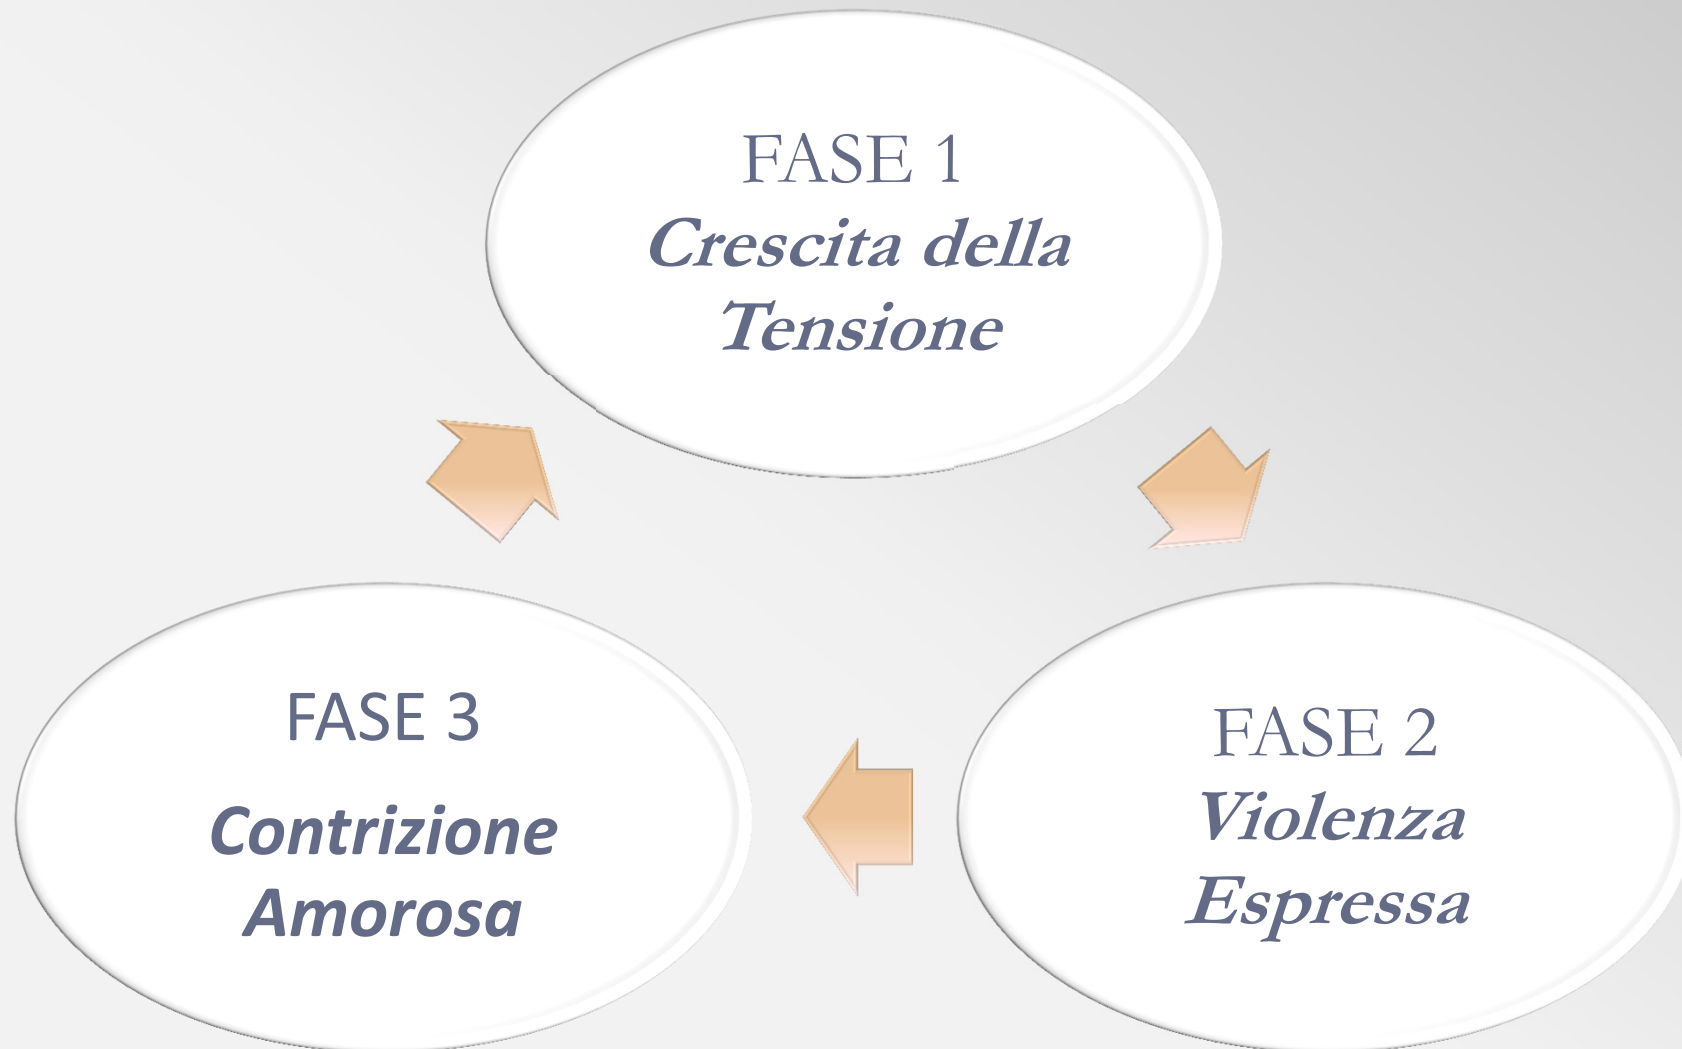 FASE 1
Crescita della
Tensione
FASE 2
Violenza
Espressa
FASE 3
Contrizione
Amorosa